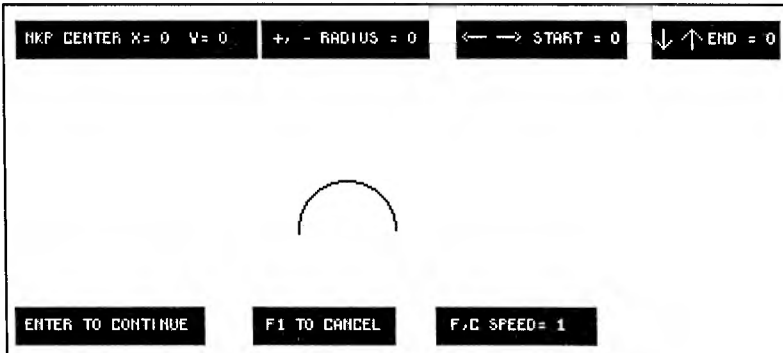 NKP CENTER X= 0 Y= 0 +, - RADIUS = 0 <— —> START = 0 ↓ ↑ END = 0
ENTER TO CONTINUE F1 TO CANCEL F,C SPEED= 1